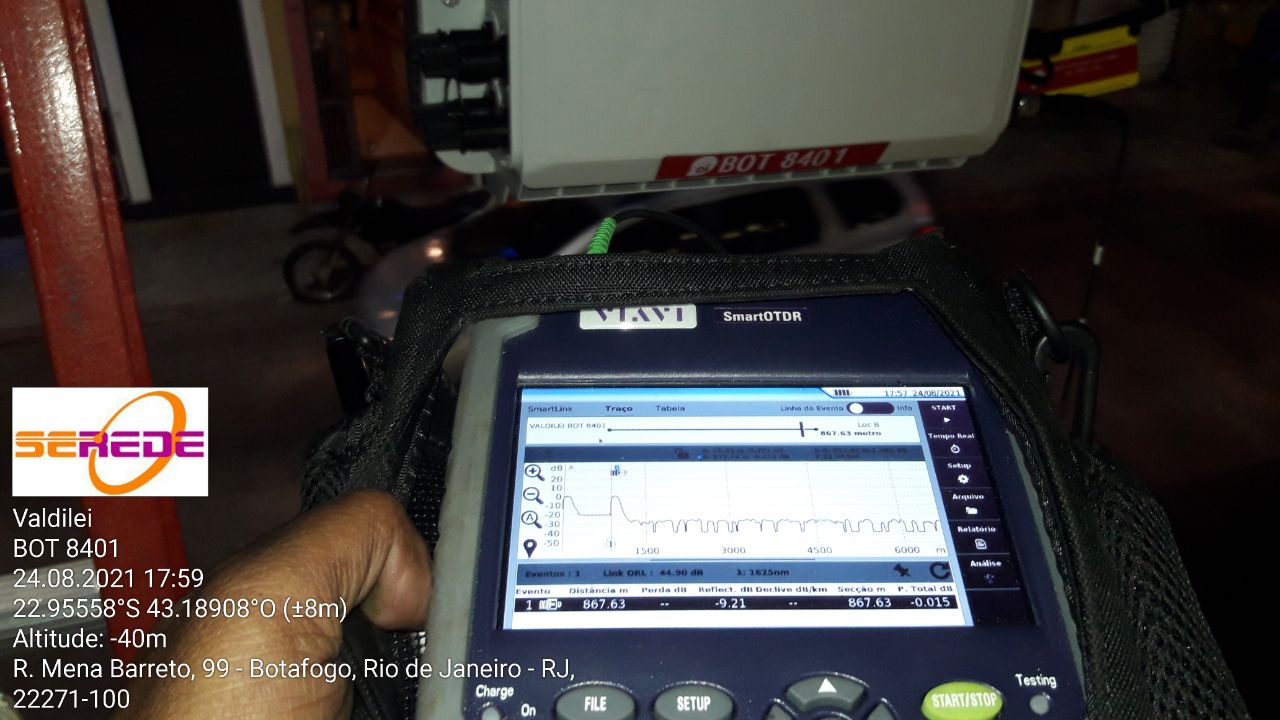 BOT 8401
VIAVI
SmartOTDR
17:57 24/08/2021
SmartLink Traço Tabela Linha do Evento Info
VALDILEI BOT 8401 Loc B
867.63 metro
START
Tempo Real
Setup
Arquivo
Relatório
Análise
dB
20
10
0
-10
-20
-30
-40
-50
A
1
1500 3000 4500 6000 m
Eventos : 1 Link ORL : 44.90 dB λ: 1625nm
Evento Distância m Perda dB Reflect. dB Declive dB/km Secção m P. Total dB
1 867.63 -- -9.21 -- 867.63 -0.015
Charge
On
FILE
SETUP
START/STOP
Testing
SEREDE
Valdilei
BOT 8401
24.08.2021 17:59
22.95558°S 43.18908°O (±8m)
Altitude: -40m
R. Mena Barreto, 99 - Botafogo, Rio de Janeiro - RJ,
22271-100